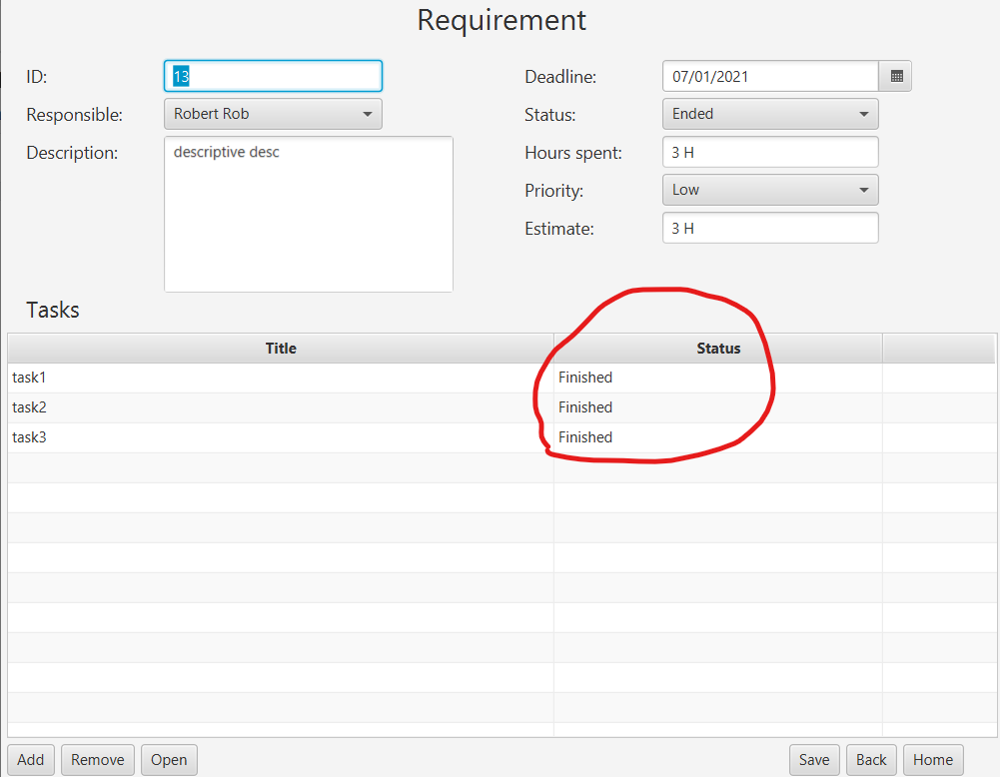 Requirement
ID: 13
Deadline: 07/01/2021
Responsible: Robert Rob
Status: Ended
Description: descriptive desc
Hours spent: 3 H
Priority: Low
Estimate: 3 H
Tasks
Title Status
task1 Finished
task2 Finished
task3 Finished
Add Remove Open Save Back Home